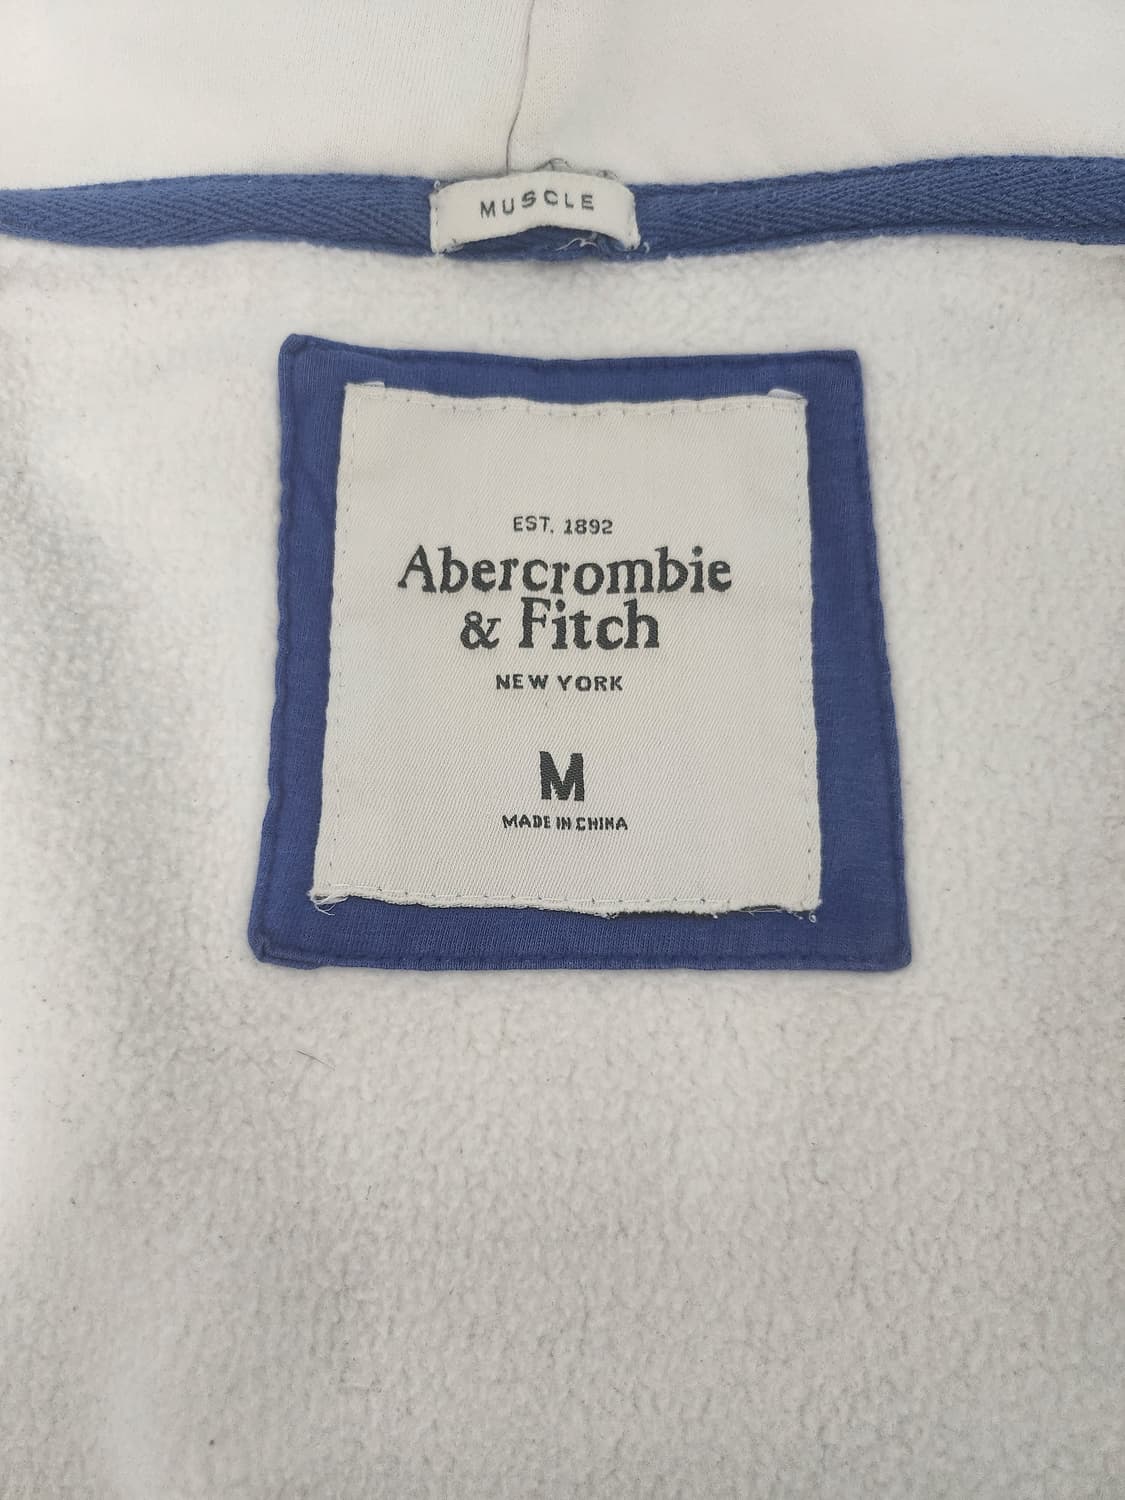 MUSCLE
EST. 1892
Abercrombie
& Fitch
NEW YORK
M
MADE IN CHINA